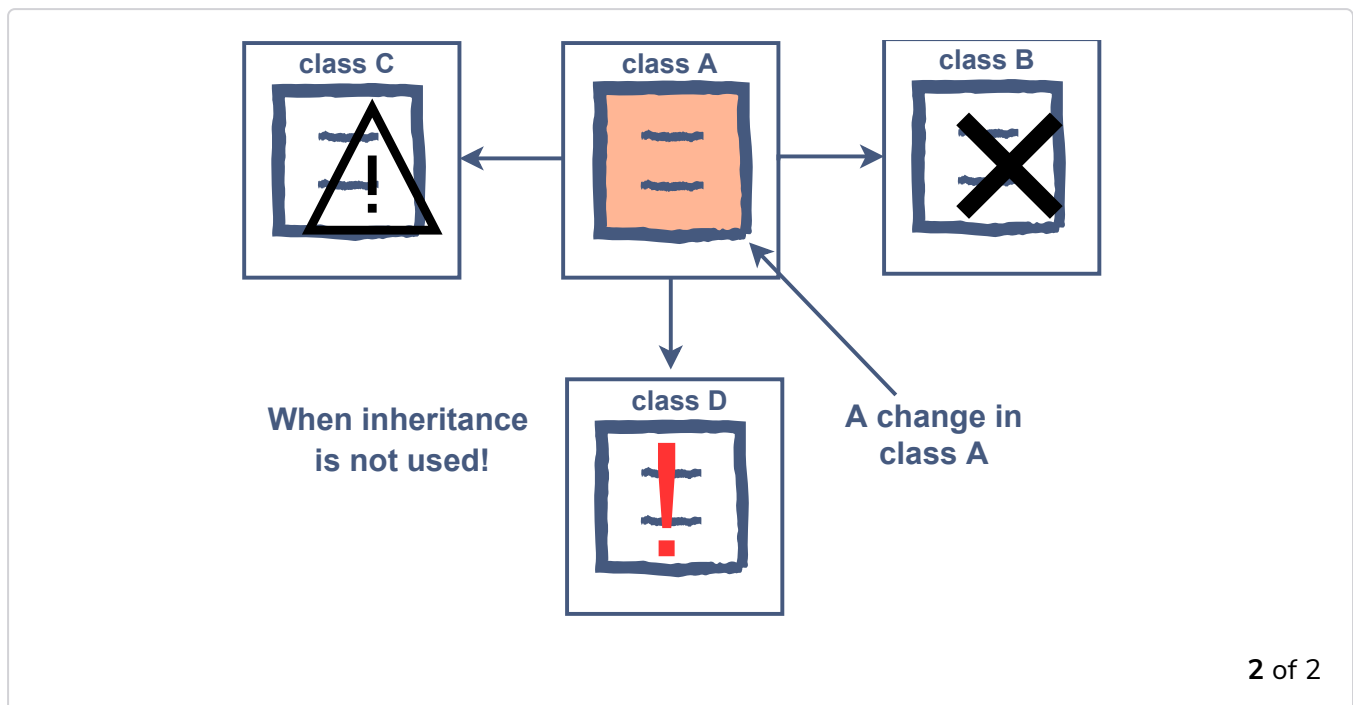 class C
class A
class B
class D
When inheritance
is not used!
A change in
class A
2 of 2